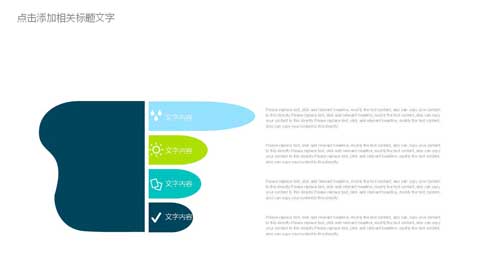 点击添加相关标题文字
文字内容
文字内容
文字内容
文字内容
Please replace text, click add relevant headline, modify the text content, also can copy your content
to this directly.Please replace text, click add relevant headline, modify the text content, also can copy
your content to this directly.Please replace text, click add relevant headline, modify the text content,
also can copy your content to this directly.
Please replace text, click add relevant headline, modify the text content, also can copy your content
to this directly.Please replace text, click add relevant headline, modify the text content, also can copy
your content to this directly.Please replace text, click add relevant headline, modify the text content,
also can copy your content to this directly.
Please replace text, click add relevant headline, modify the text content, also can copy your content
to this directly.Please replace text, click add relevant headline, modify the text content, also can copy
your content to this directly.Please replace text, click add relevant headline, modify the text content,
also can copy your content to this directly.
Please replace text, click add relevant headline, modify the text content, also can copy your content
to this directly.Please replace text, click add relevant headline, modify the text content, also can copy
your content to this directly.Please replace text, click add relevant headline, modify the text content,
also can copy your content to this directly.